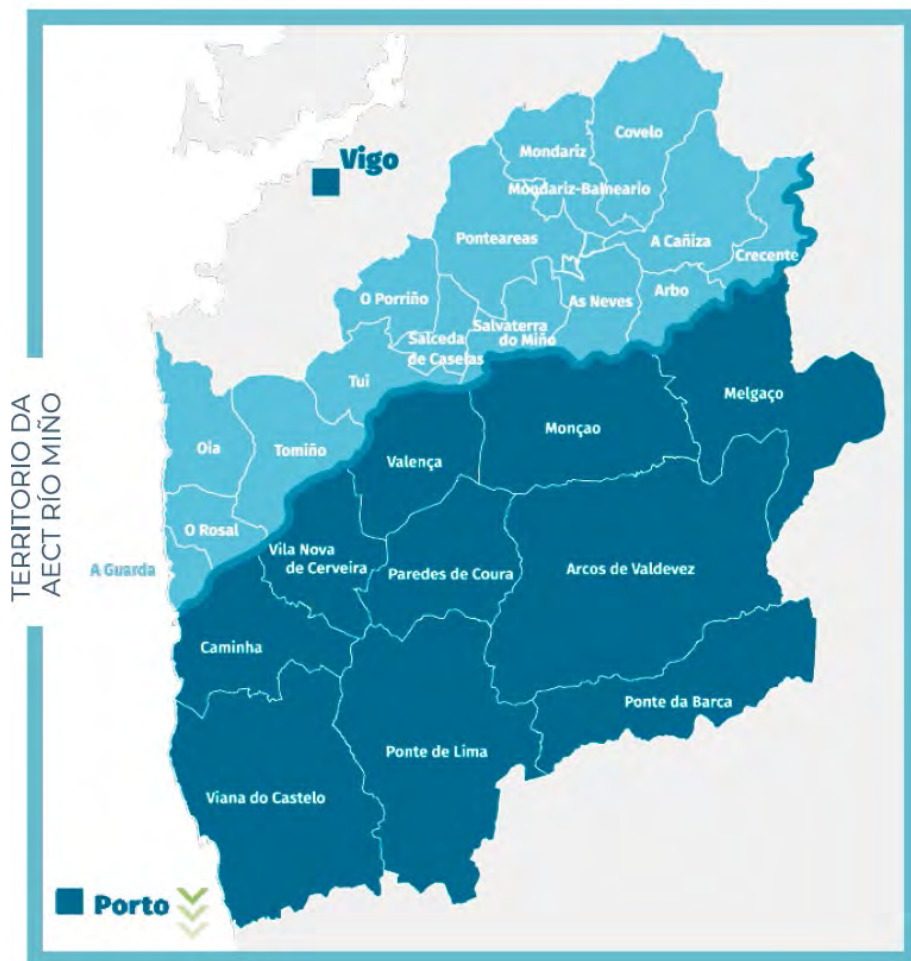 TERRITORIO DA
AECT RÍO MIÑO
Vigo
Covelo
Mondariz
Mondariz-Balneario
Ponteareas
A Cañiza
Crecente
O Porriño
As Neves
Arbo
Salceda
de Caselas
Salvaterra
do Miño
Tui
Melgaço
Monçao
Oia
Tomiño
Valença
O Rosal
Vila Nova
de Cerveira
A Guarda
Paredes de Coura
Arcos de Valdevez
Caminha
Ponte da Barca
Ponte de Lima
Viana do Castelo
Porto